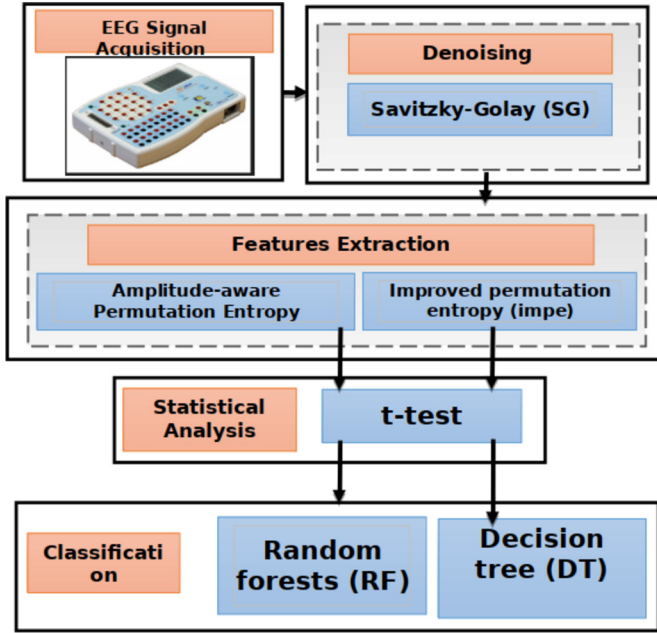 EEG Signal
Acquisition
Denoising
Savitzky-Golay (SG)
Features Extraction
Amplitude-aware
Permutation Entropy
Improved permutation
entropy (impe)
Statistical
Analysis
t-test
Classificati
on
Random
forests (RF)
Decision
tree (DT)